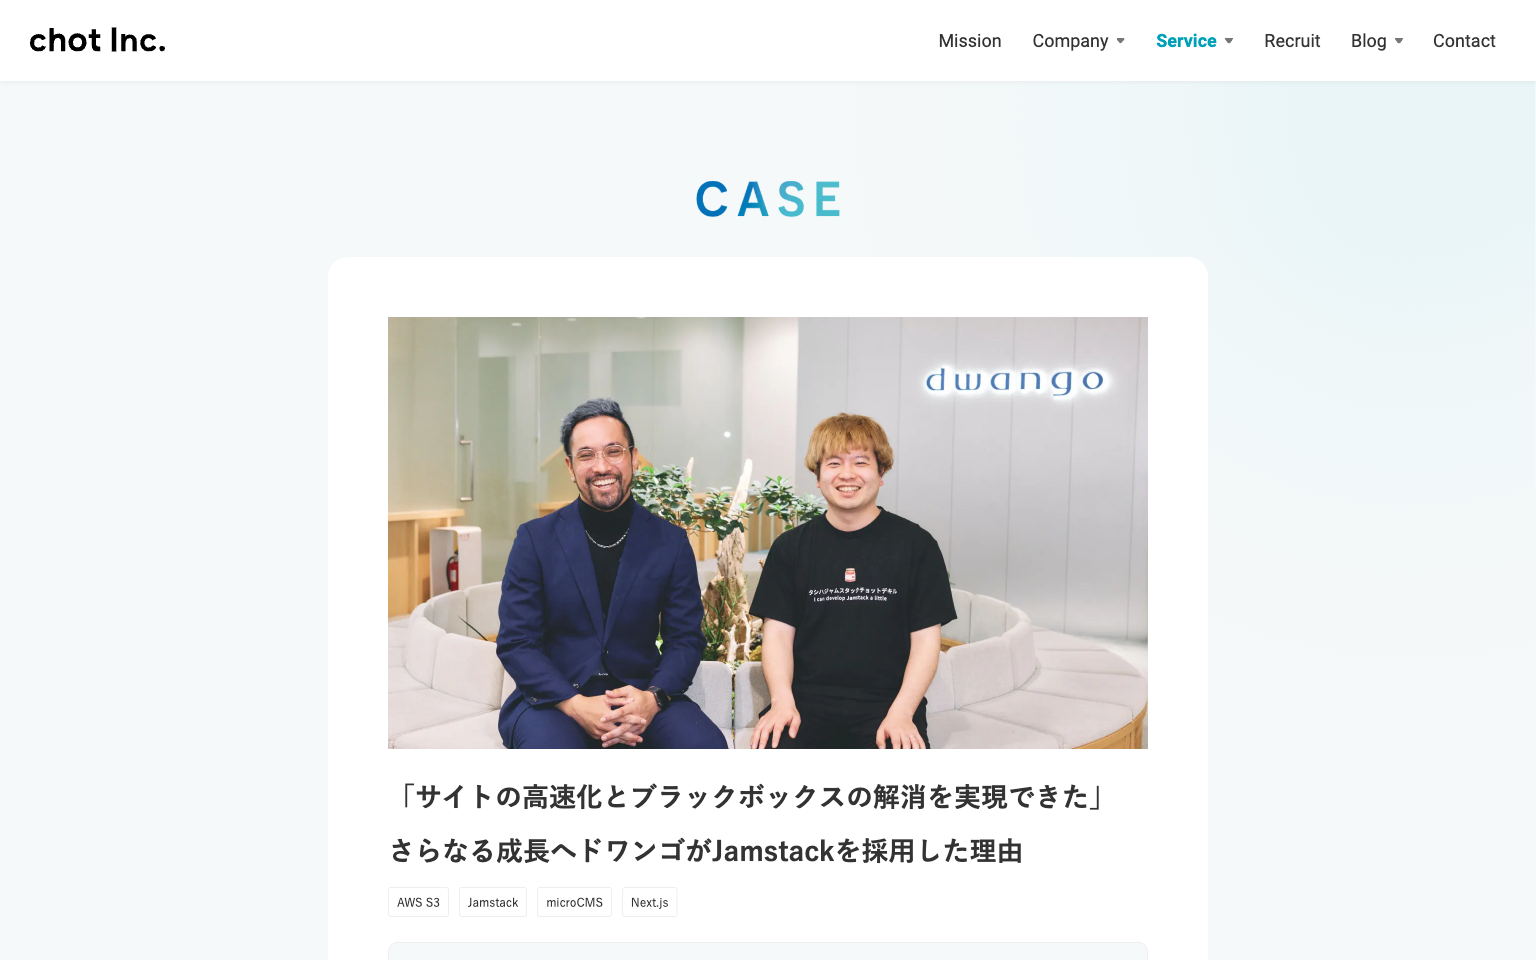 chot Inc.
Mission
Company
Service
Recruit
Blog
Contact
CASE
dwango
タシハジャムスタックチョットデキル
I can develop Jamstack a little
「サイトの高速化とブラックボックスの解消を実現できた」
さらなる成長へドワンゴがJamstackを採用した理由
AWS S3
Jamstack
microCMS
Next.js